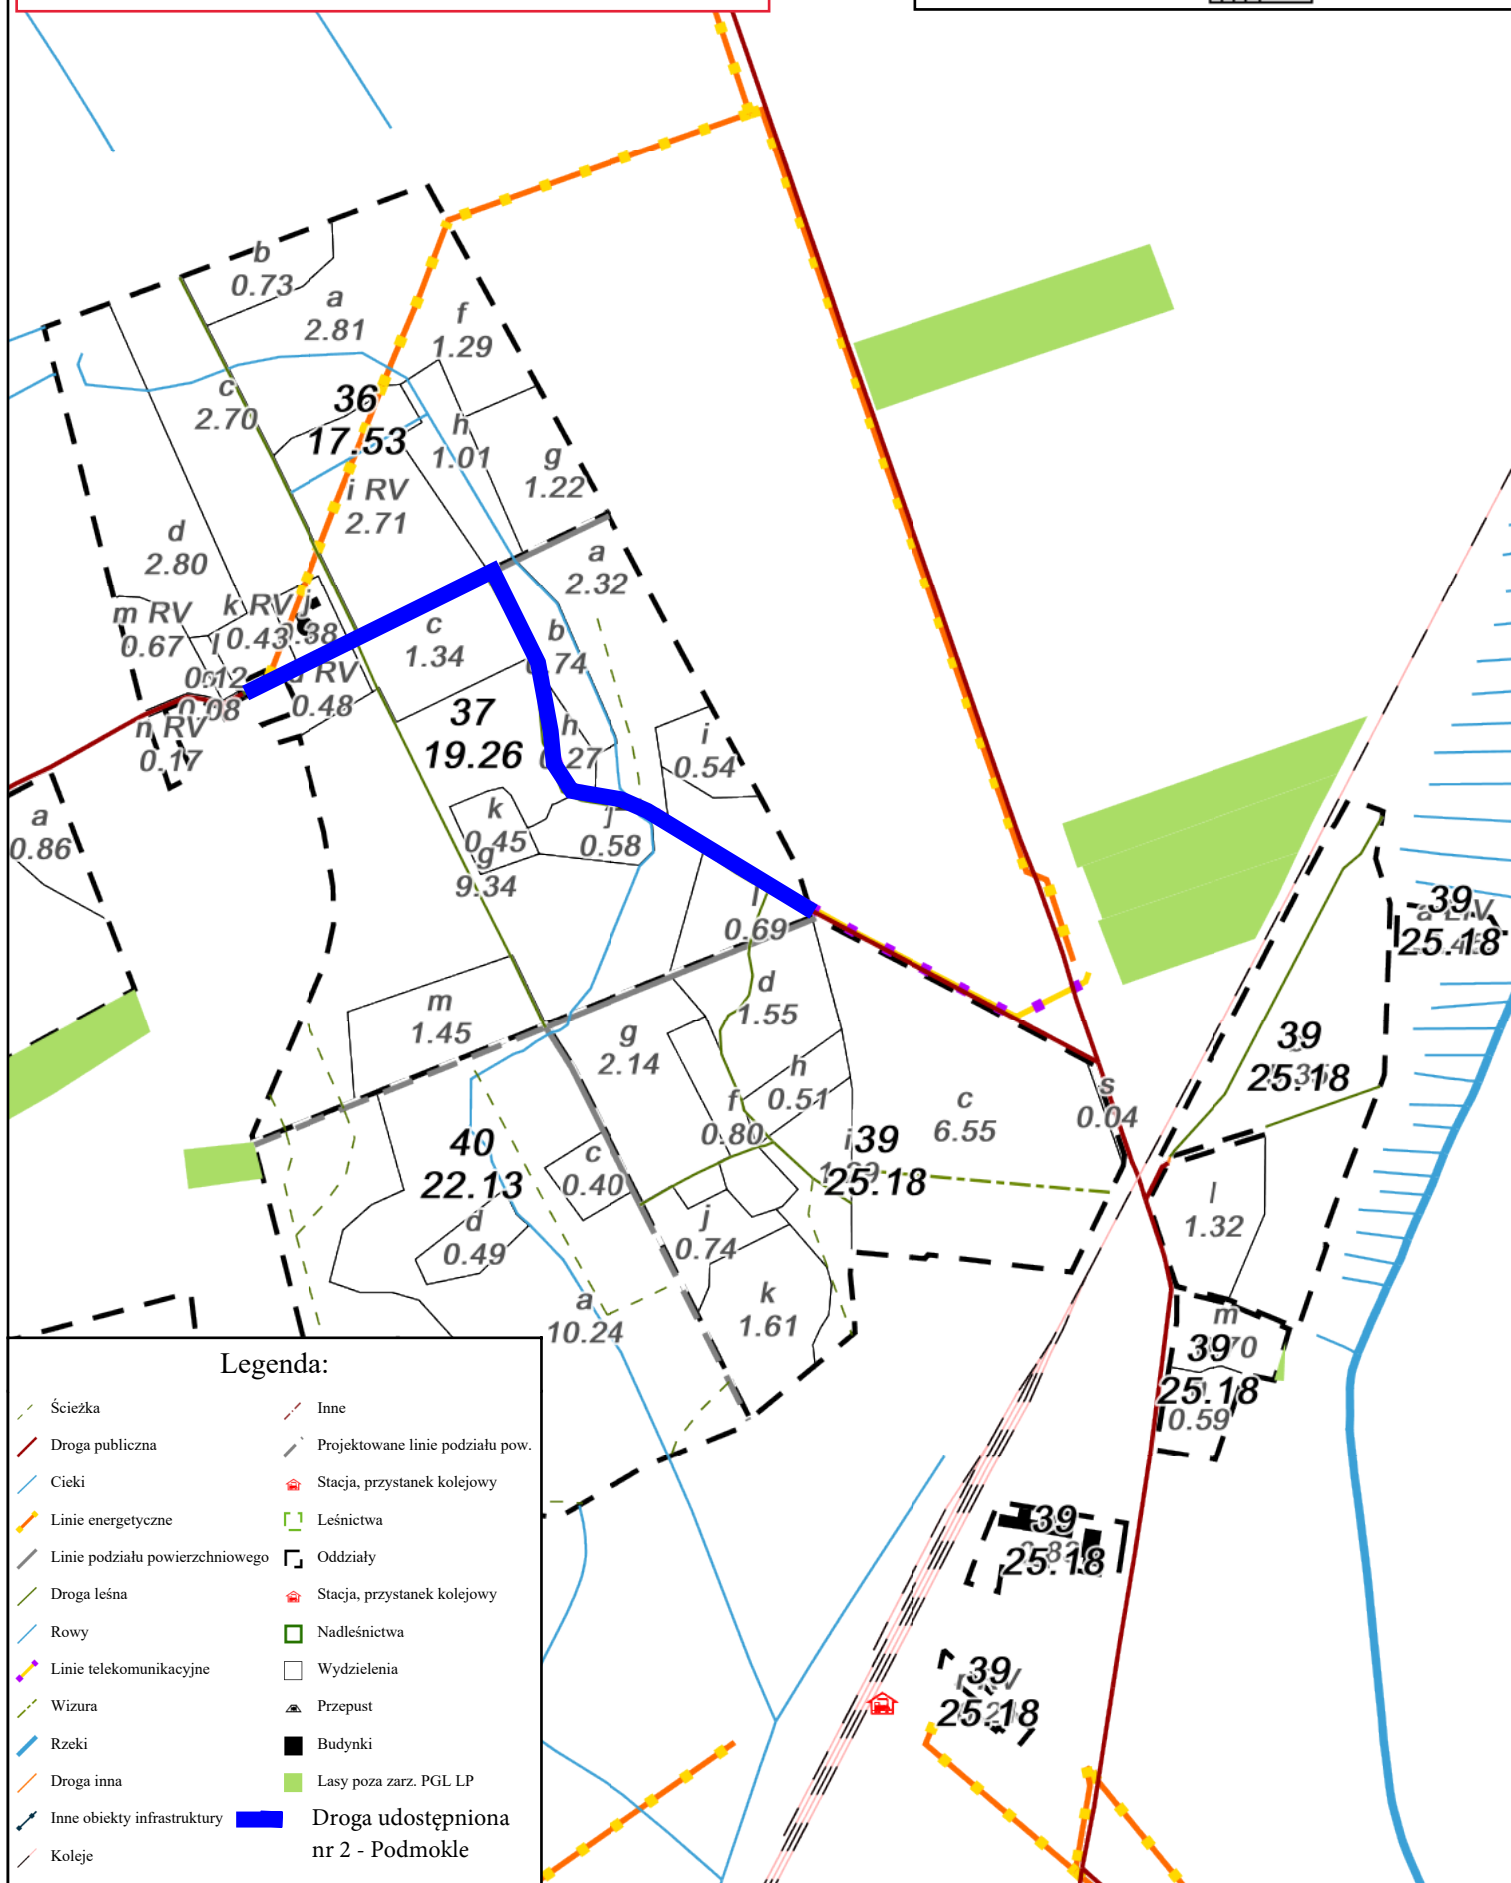 b
0.73
a
2.81
f
1.29
c
2.70
36
17.53
h
1.01
g
1.22
i RV
2.71
d
2.80
a
2.32
m RV
0.67
k RV
0.43
j
l
0.12
c
1.34
b
RV
0.48
n RV
0.17
37
19.26
h
i
0.54
a
0.86
k
0.45
j
0.58
g
9.34
l
0.69
m
1.45
d
1.55
g
2.14
h
0.51
f
0.80
c
6.55
s
0.04
39
25.18
39
25.18
i
39
25.18
40
22.13
c
0.40
d
0.49
j
0.74
l
1.32
a
10.24
k
1.61
m
39
25.18
0.59
39
25.18
39
25.18
Legenda:
Ścieżka
Droga publiczna
Cieki
Linie energetyczne
Linie podziału powierzchniowego
Droga leśna
Rowy
Linie telekomunikacyjne
Wizura
Rzeki
Droga inna
Inne obiekty infrastruktury
Koleje
Inne
Projektowane linie podziału pow.
Stacja, przystanek kolejowy
Leśnictwa
Oddziały
Stacja, przystanek kolejowy
Nadleśnictwa
Wydzielenia
Przepust
Budynki
Lasy poza zarz. PGL LP
Droga udostępniona
nr 2 - Podmokle